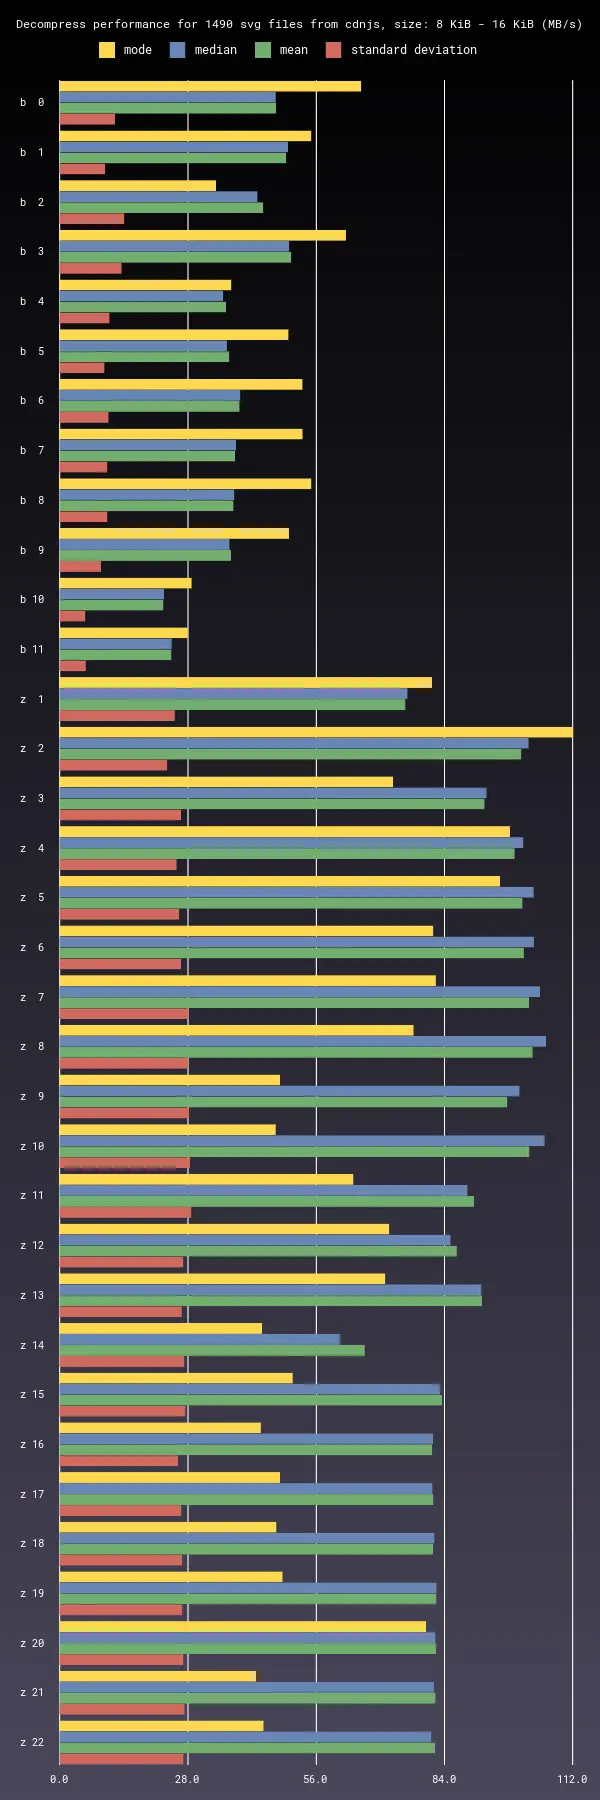 Decompress performance for 1490 svg files from cdnjs, size: 8 KiB - 16 KiB (MB/s)
mode median mean standard deviation
b 0
b 1
b 2
b 3
b 4
b 5
b 6
b 7
b 8
b 9
b 10
b 11
z 1
z 2
z 3
z 4
z 5
z 6
z 7
z 8
z 9
z 10
z 11
z 12
z 13
z 14
z 15
z 16
z 17
z 18
z 19
z 20
z 21
z 22
0.0 28.0 56.0 84.0 112.0